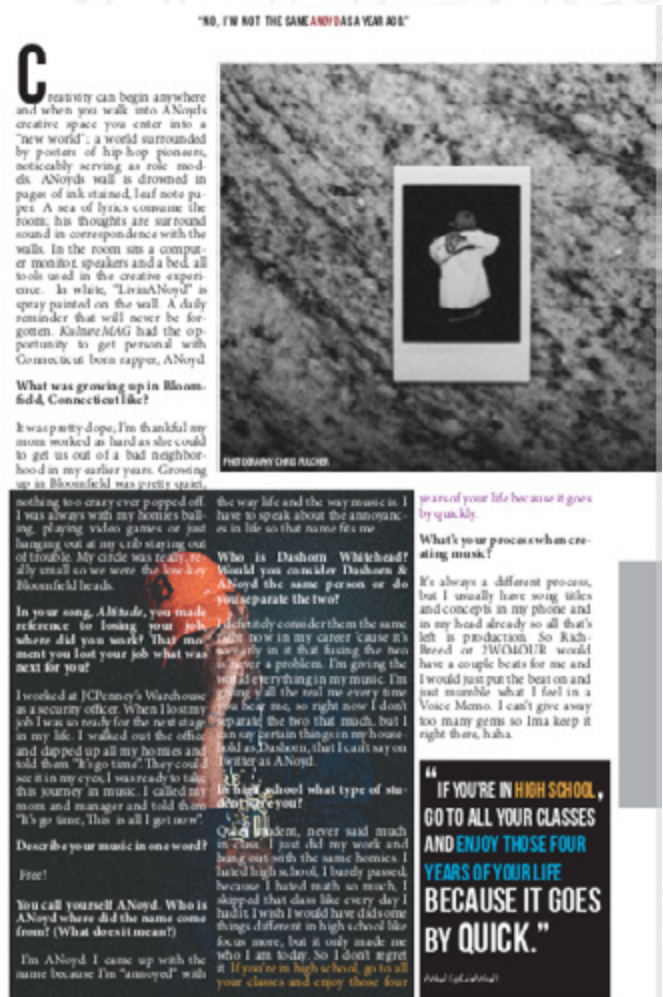 "NO, I'M NOT THE SAME ANOYD AS A YEAR AGO."
Creativity can begin anywhere
and when you walk into ANoyds
creative space you enter into a
"new world"; a world surrounded
by posters of hip-hop pioneers,
noticeably serving as role mod-
els. ANoyds wall is drowned in
pages of ink stained, leaf note pa-
per. A sea of lyrics consume the
room; his thoughts are surround
sound in correspondence with the
walls. In the room sits a comput-
er monitor, speakers and a bed, all
tools used in the creative experi-
ence. In white, "LivinANoyd" is
spray painted on the wall. A daily
reminder that will never be for-
gotten. KultureMAG had the op-
portunity to get personal with
Connecticut born rapper, ANoyd.
What was growing up in Bloom-
field, Connecticut like?
It was pretty dope, I'm thankful my
mom worked as hard as she could
to get us out of a bad neighbor-
hood in my earlier years. Growing
up in Bloomfield was pretty quiet,
nothing too crazy ever popped off.
I was always with my homies ball-
ing, playing video games or just
hanging out at my crib staying out
of trouble. My circle was really, re-
ally small so we were the low-key
Bloomfield heads.
In your song, Altitude, you made
reference to losing your job,
where did you work? That mo-
ment you lost your job what was
next for you?
I worked at JCPenney's Warehouse
as a security officer. When I lost my
job I was so ready for the next stage
in my life. I walked out the office
and dapped up all my homies and
told them "It's go time". They could
see it in my eyes, I was ready to take
this journey in music. I called my
mom and manager and told them
"It's go time, This is all I got now".
Describe your music in one word?
Free!
You call yourself ANoyd. Who is
ANoyd where did the name come
from? (What does it mean?)
I'm ANoyd. I came up with the
name because I'm "annoyed" with
the way life and the way music is. I
have to speak about the annoyanc-
es in life so that name fits me.
Who is Dashorn Whitehead?
Would you consider Dashorn &
ANoyd the same person or do
you separate the two?
I definitely consider them the same
right now in my career 'cause it's
early in it that fusing the two
is never a problem. I'm giving the
world everything in my music. I'm
giving all the real me every time
you hear me, so right now I don't
separate the two that much, but I
can say certain things in my house-
hold as Dashorn, that I can't say on
Twitter as ANoyd.
In high school what type of stu-
dent were you?
Quiet student, never said much
in class. I just did my work and
hung out with the same homies. I
hated high school, I barely passed,
because I hated math so much, I
skipped that class like every day I
had it. I wish I would have did some
things different in high school like
focus more, but it only made me
who I am today. So I don't regret
it. If you're in high school, go to all
your classes and enjoy those four
PHOTOGRAPHY CHRIS FULCHER
years of your life because it goes
by quickly.
What's your process when cre-
ating music?
It's always a different process,
but I usually have song titles
and concepts in my phone and
in my head already so all that's
left is production. So Rich-
Breed or 2WO4OUR would
have a couple beats for me and
I would just put the beat on and
just mumble what I feel in a
Voice Memo. I can't give away
too many gems so Ima keep it
right there, haha.
"IF YOU'RE IN HIGH SCHOOL,
GO TO ALL YOUR CLASSES
AND ENJOY THOSE FOUR
YEARS OF YOUR LIFE
BECAUSE IT GOES
BY QUICK."